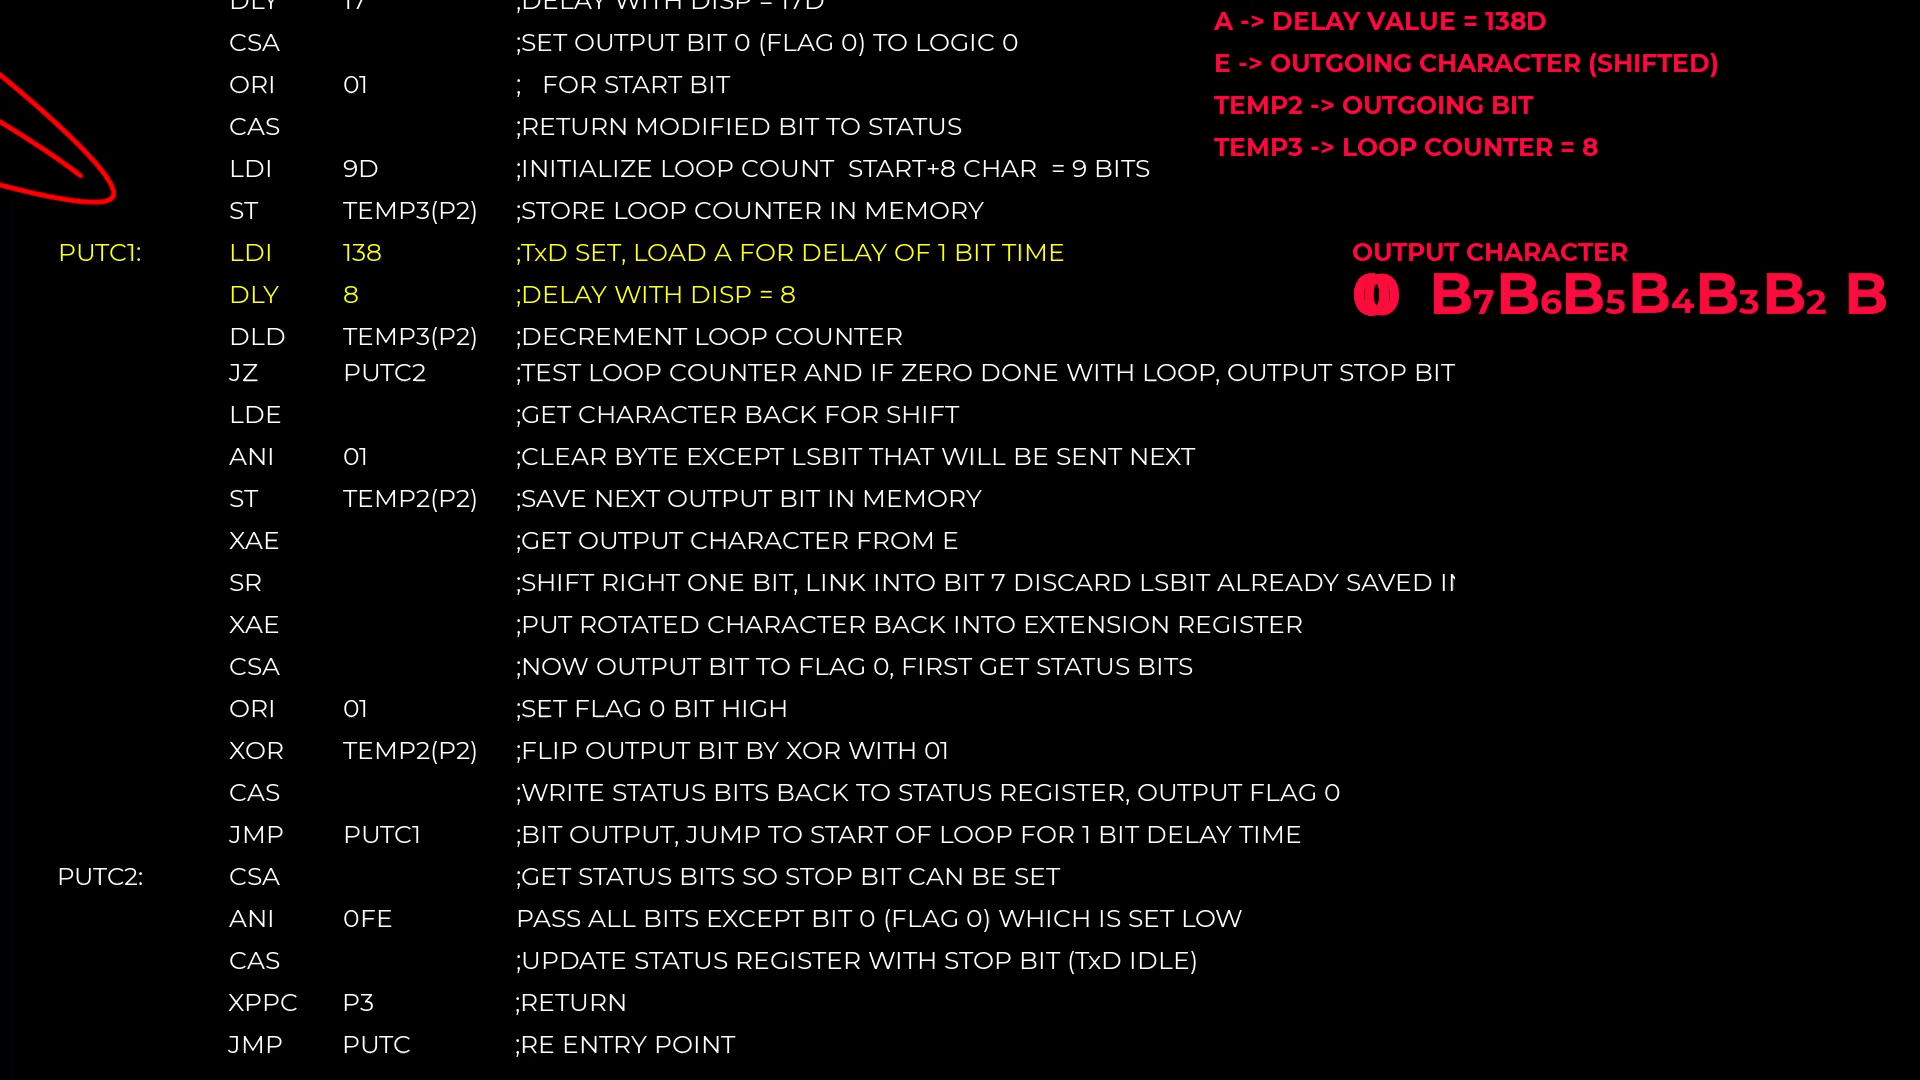 DLY 17 ;DELAY WITH DISP = 17D
CSA ;SET OUTPUT BIT 0 (FLAG 0) TO LOGIC 0
ORI 01 ; FOR START BIT
CAS ;RETURN MODIFIED BIT TO STATUS
LDI 9D ;INITIALIZE LOOP COUNT START+8 CHAR = 9 BITS
ST TEMP3(P2) ;STORE LOOP COUNTER IN MEMORY
PUTC1: LDI 138 ;TxD SET, LOAD A FOR DELAY OF 1 BIT TIME
DLY 8 ;DELAY WITH DISP = 8
DLD TEMP3(P2) ;DECREMENT LOOP COUNTER
JZ PUTC2 ;TEST LOOP COUNTER AND IF ZERO DONE WITH LOOP, OUTPUT STOP BIT
LDE ;GET CHARACTER BACK FOR SHIFT
ANI 01 ;CLEAR BYTE EXCEPT LSBIT THAT WILL BE SENT NEXT
ST TEMP2(P2) ;SAVE NEXT OUTPUT BIT IN MEMORY
XAE ;GET OUTPUT CHARACTER FROM E
SR ;SHIFT RIGHT ONE BIT, LINK INTO BIT 7 DISCARD LSBIT ALREADY SAVED
XAE ;PUT ROTATED CHARACTER BACK INTO EXTENSION REGISTER
CSA ;NOW OUTPUT BIT TO FLAG 0, FIRST GET STATUS BITS
ORI 01 ;SET FLAG 0 BIT HIGH
XOR TEMP2(P2) ;FLIP OUTPUT BIT BY XOR WITH 01
CAS ;WRITE STATUS BITS BACK TO STATUS REGISTER, OUTPUT FLAG 0
JMP PUTC1 ;BIT OUTPUT, JUMP TO START OF LOOP FOR 1 BIT DELAY TIME
PUTC2: CSA ;GET STATUS BITS SO STOP BIT CAN BE SET
ANI 0FE PASS ALL BITS EXCEPT BIT 0 (FLAG 0) WHICH IS SET LOW
CAS ;UPDATE STATUS REGISTER WITH STOP BIT (TxD IDLE)
XPPC P3 ;RETURN
JMP PUTC ;RE ENTRY POINT
A -> DELAY VALUE = 138D
E -> OUTGOING CHARACTER (SHIFTED)
TEMP2 -> OUTGOING BIT
TEMP3 -> LOOP COUNTER = 8
OUTPUT CHARACTER
B7B6B5B4B3B2 B